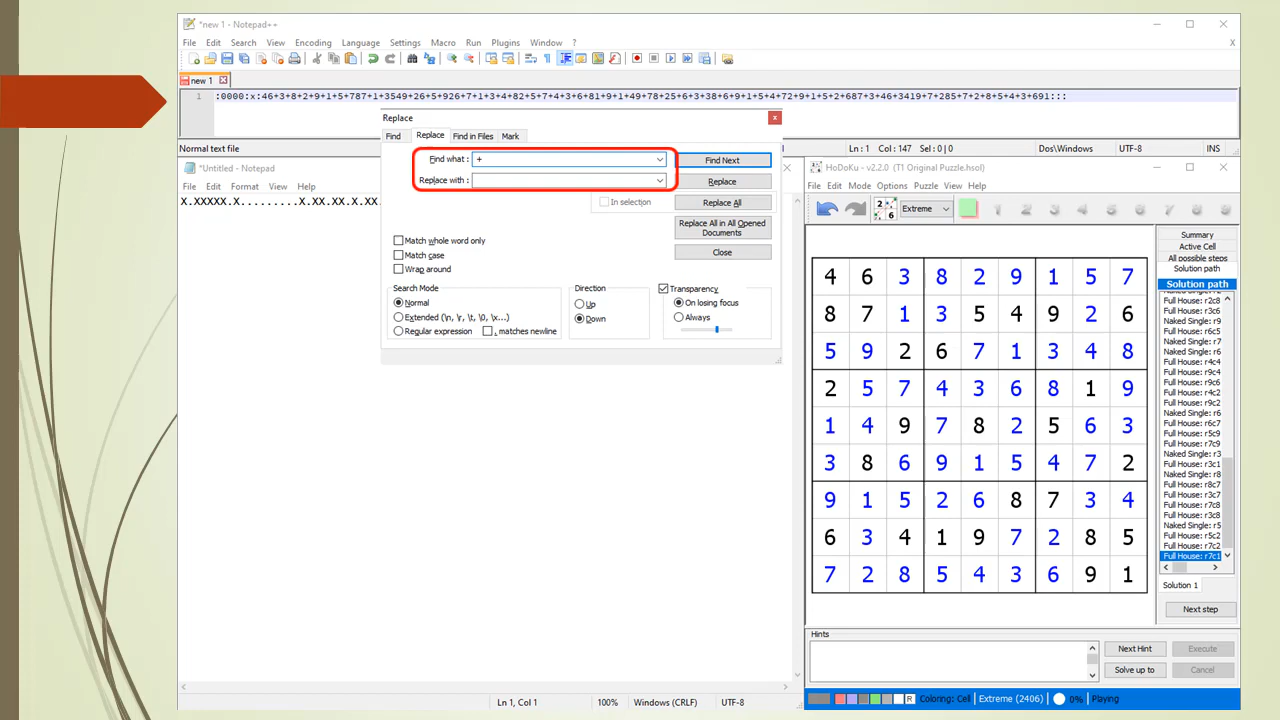 *new 1 - Notepad++
File Edit Search View Encoding Language Settings Macro Run Plugins Window ?
X
new 1
1 :0000:x:46+3+8+2+9+1+5+787+1+3549+26+5+926+7+1+3+4+82+5+7+4+3+6+81+9+1+49+78+25+6+3+38+6+9+1+5+4+72+9+1+5+2+687+3+46+3419+7+285+7+2+8+5+4+3+691:::
Replace
Find Replace Find in Files Mark
Find what : +
Find Next
Replace with :
Replace
In selection
Replace All
Replace All in All Opened
Documents
Close
Match whole word only
Match case
Wrap around
Search Mode
Normal
Extended (\n, \r, \t, \0, \x...)
Regular expression
. matches newline
Direction
Up
Down
Transparency
On losing focus
Always
Normal text file
Ln : 1 Col : 147 Sel : 0 | 0
Dos\Windows
UTF-8
INS
*Untitled - Notepad
File Edit Format View Help
X.XXXXX.X.........X.XX.XX.X.XX
Ln 1, Col 1
100%
Windows (CRLF)
UTF-8
HoDoKu - v2.2.0 (T1 Original Puzzle.hsol)
File Edit Mode Options Puzzle View Help
2
6
Extreme
1 2 3 4 5 6 7 8 9
4 6 3 8 2 9 1 5 7
8 7 1 3 5 4 9 2 6
5 9 2 6 7 1 3 4 8
2 5 7 4 3 6 8 1 9
1 4 9 7 8 2 5 6 3
3 8 6 9 1 5 4 7 2
9 1 5 2 6 8 7 3 4
6 3 4 1 9 7 2 8 5
7 2 8 5 4 3 6 9 1
Summary
Active Cell
All possible steps
Solution path
Solution path
Full House: r2c8
Full House: r3c6
Naked Single: r9
Full House: r6c5
Naked Single: r7
Naked Single: r6
Full House: r4c4
Full House: r9c4
Full House: r9c6
Full House: r4c2
Full House: r9c2
Naked Single: r6
Full House: r6c7
Full House: r5c9
Full House: r9c7
Naked Single: r3
Full House: r3c1
Naked Single: r8
Full House: r8c7
Full House: r3c7
Full House: r7c8
Full House: r3c8
Naked Single: r5
Full House: r5c2
Full House: r7c2
Full House: r7c1
Solution 1
Next step
Hints
Next Hint
Execute
Solve up to
Cancel
R
Coloring: Cell
Extreme (2406)
0%
Playing